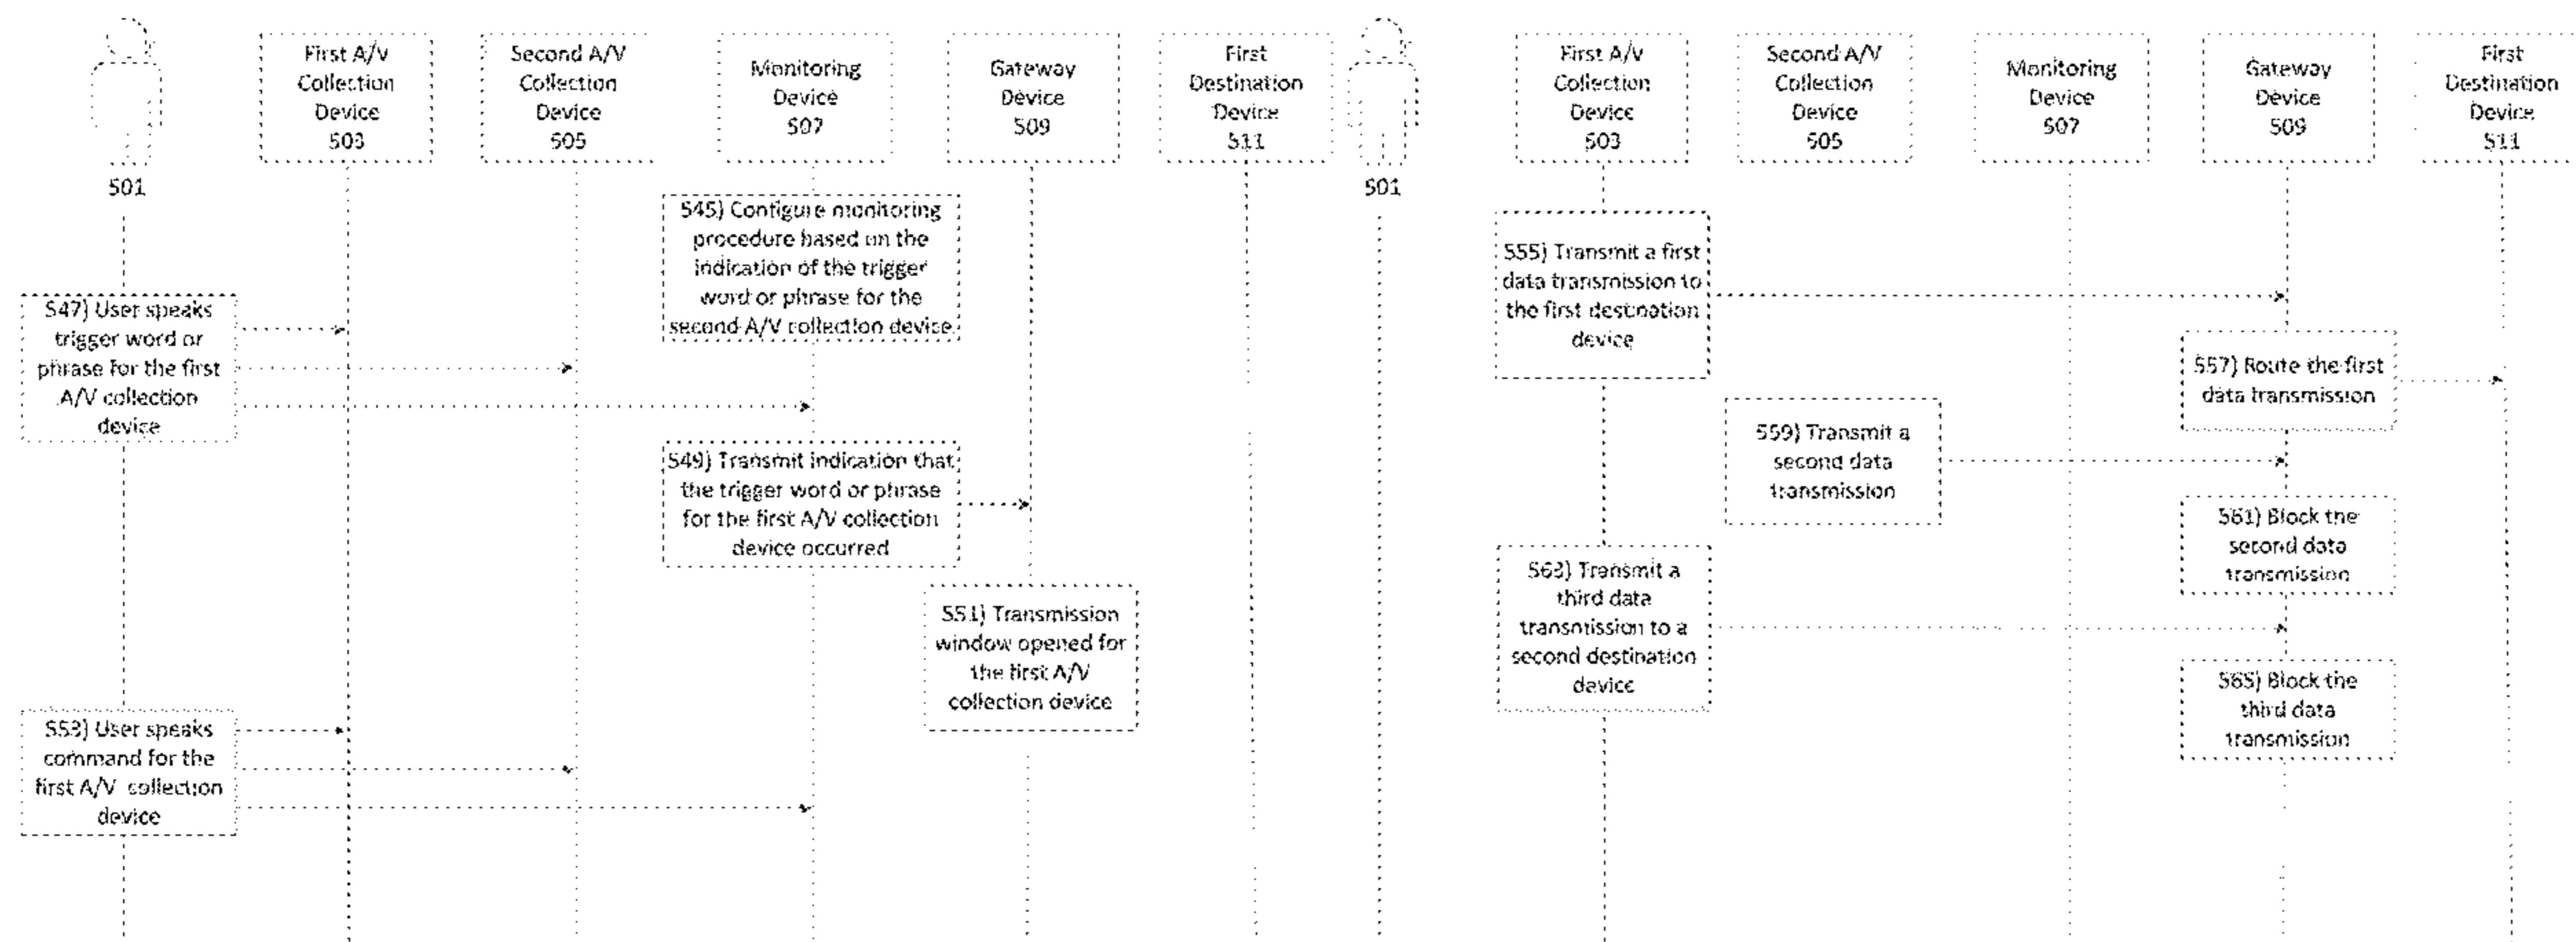 First A/V
Collection
Device
503
Second A/V
Collection
Device
505
Monitoring
Device
507
Gateway
Device
509
First
Destination
Device
511
501
545) Configure monitoring
procedure based on the
indication of the trigger
word or phrase for the
second A/V collection device.
547) User speaks
trigger word or
phrase for the first
A/V collection
device
549) Transmit indication that
the trigger word or phrase
for the first A/V collection
device occurred
551) Transmission
window opened for
the first A/V
collection device
553) User speaks
command for the
first A/V collection
device
First A/V
Collection
Device
503
Second A/V
Collection
Device
505
Monitoring
Device
507
Gateway
Device
509
First
Destination
Device
511
501
555) Transmit a first
data transmission to
the first destination
device
557) Route the first
data transmission
559) Transmit a
second data
transmission
561) Block the
second data
transmission
563) Transmit a
third data
transmission to a
second destination
device
565) Block the
third data
transmission